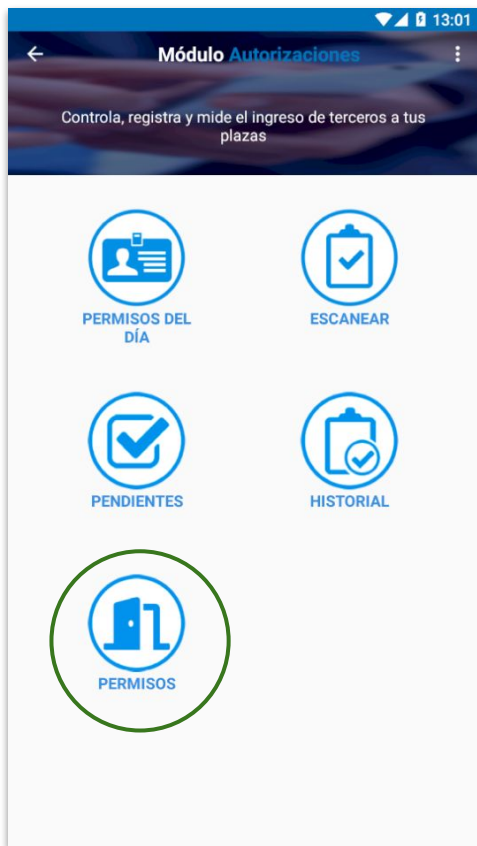 13:01
Módulo Autorizaciones
Controla, registra y mide el ingreso de terceros a tus
plazas
PERMISOS DEL
DÍA
ESCANEAR
PENDIENTES
HISTORIAL
PERMISOS